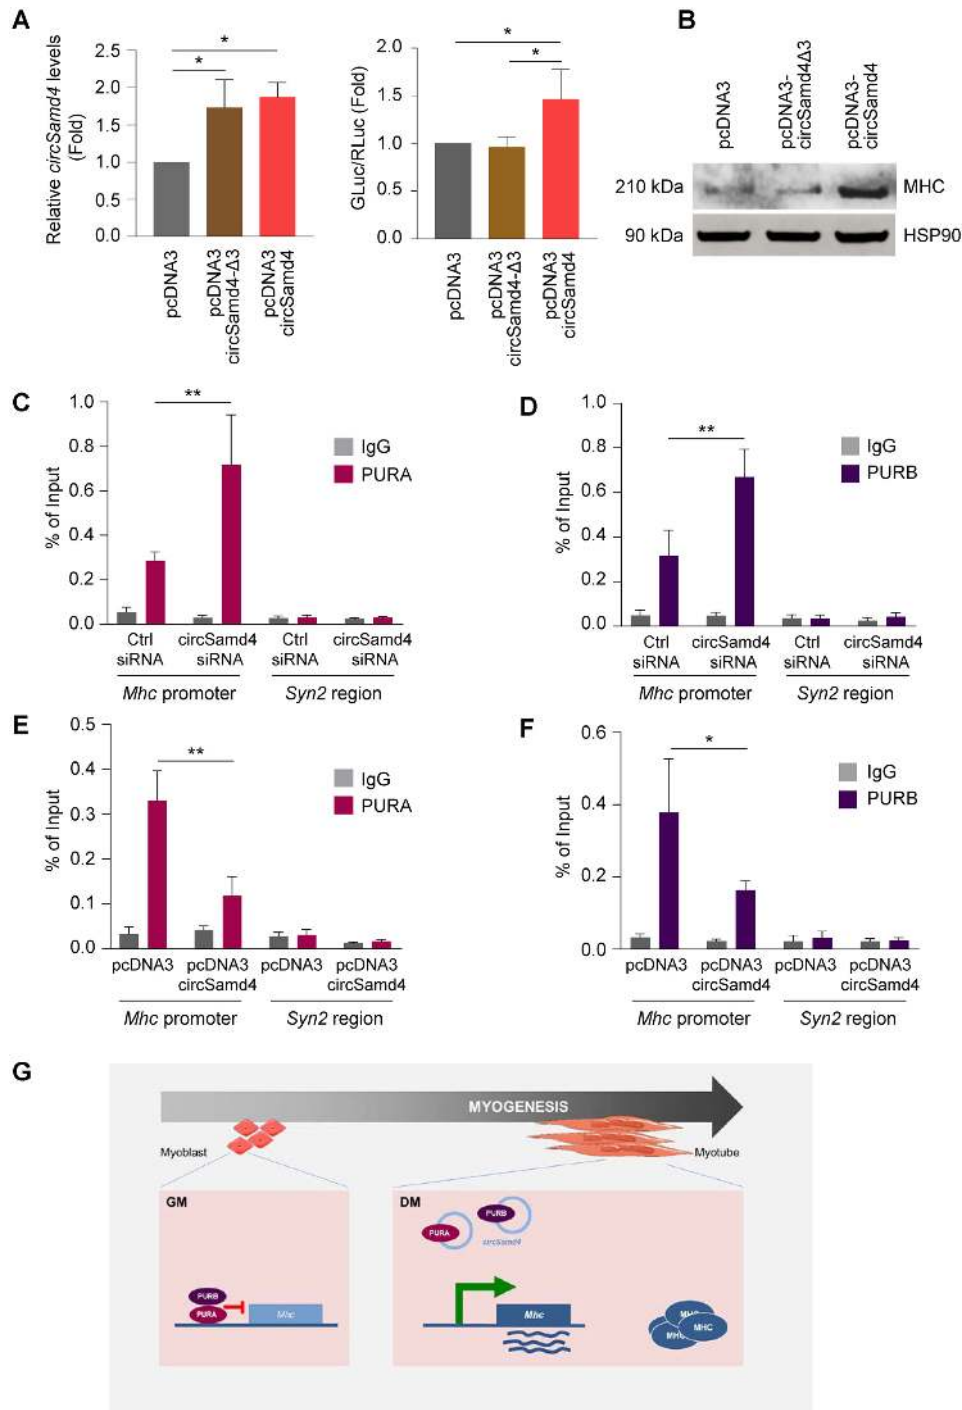 A
Relative circSamd4 levels
(Fold)
2.5
2.0
1.5
1.0
0.5
0.0
*
*
pcDNA3
pcDNA3
circSamd4-Δ3
pcDNA3
circSamd4
GLuc/RLuc (Fold)
2.0
1.5
1.0
0.5
0.0
*
*
pcDNA3
pcDNA3
circSamd4-Δ3
pcDNA3
circSamd4
B
pcDNA3
pcDNA3-
circSamd4Δ3
pcDNA3-
circSamd4
210 kDa
MHC
90 kDa
HSP90
C
% of Input
1.0
0.8
0.6
0.4
0.2
0.0
**
IgG
PURA
Ctrl
siRNA
circSamd4
siRNA
Ctrl
siRNA
circSamd4
siRNA
Mhc promoter
Syn2 region
D
% of Input
1.0
0.8
0.6
0.4
0.2
0.0
**
IgG
PURB
Ctrl
siRNA
circSamd4
siRNA
Ctrl
siRNA
circSamd4
siRNA
Mhc promoter
Syn2 region
E
% of Input
0.5
0.4
0.3
0.2
0.1
0.0
**
IgG
PURA
pcDNA3
pcDNA3
circSamd4
pcDNA3
pcDNA3
circSamd4
Mhc promoter
Syn2 region
F
% of Input
0.6
0.4
0.2
0.0
*
IgG
PURB
pcDNA3
pcDNA3
circSamd4
pcDNA3
pcDNA3
circSamd4
Mhc promoter
Syn2 region
G
MYOGENESIS
Myoblast
Myotube
GM
PURB
PURA
Mhc
DM
PURA
PURB
circSamd4
Mhc
MHC
MHC
MHC